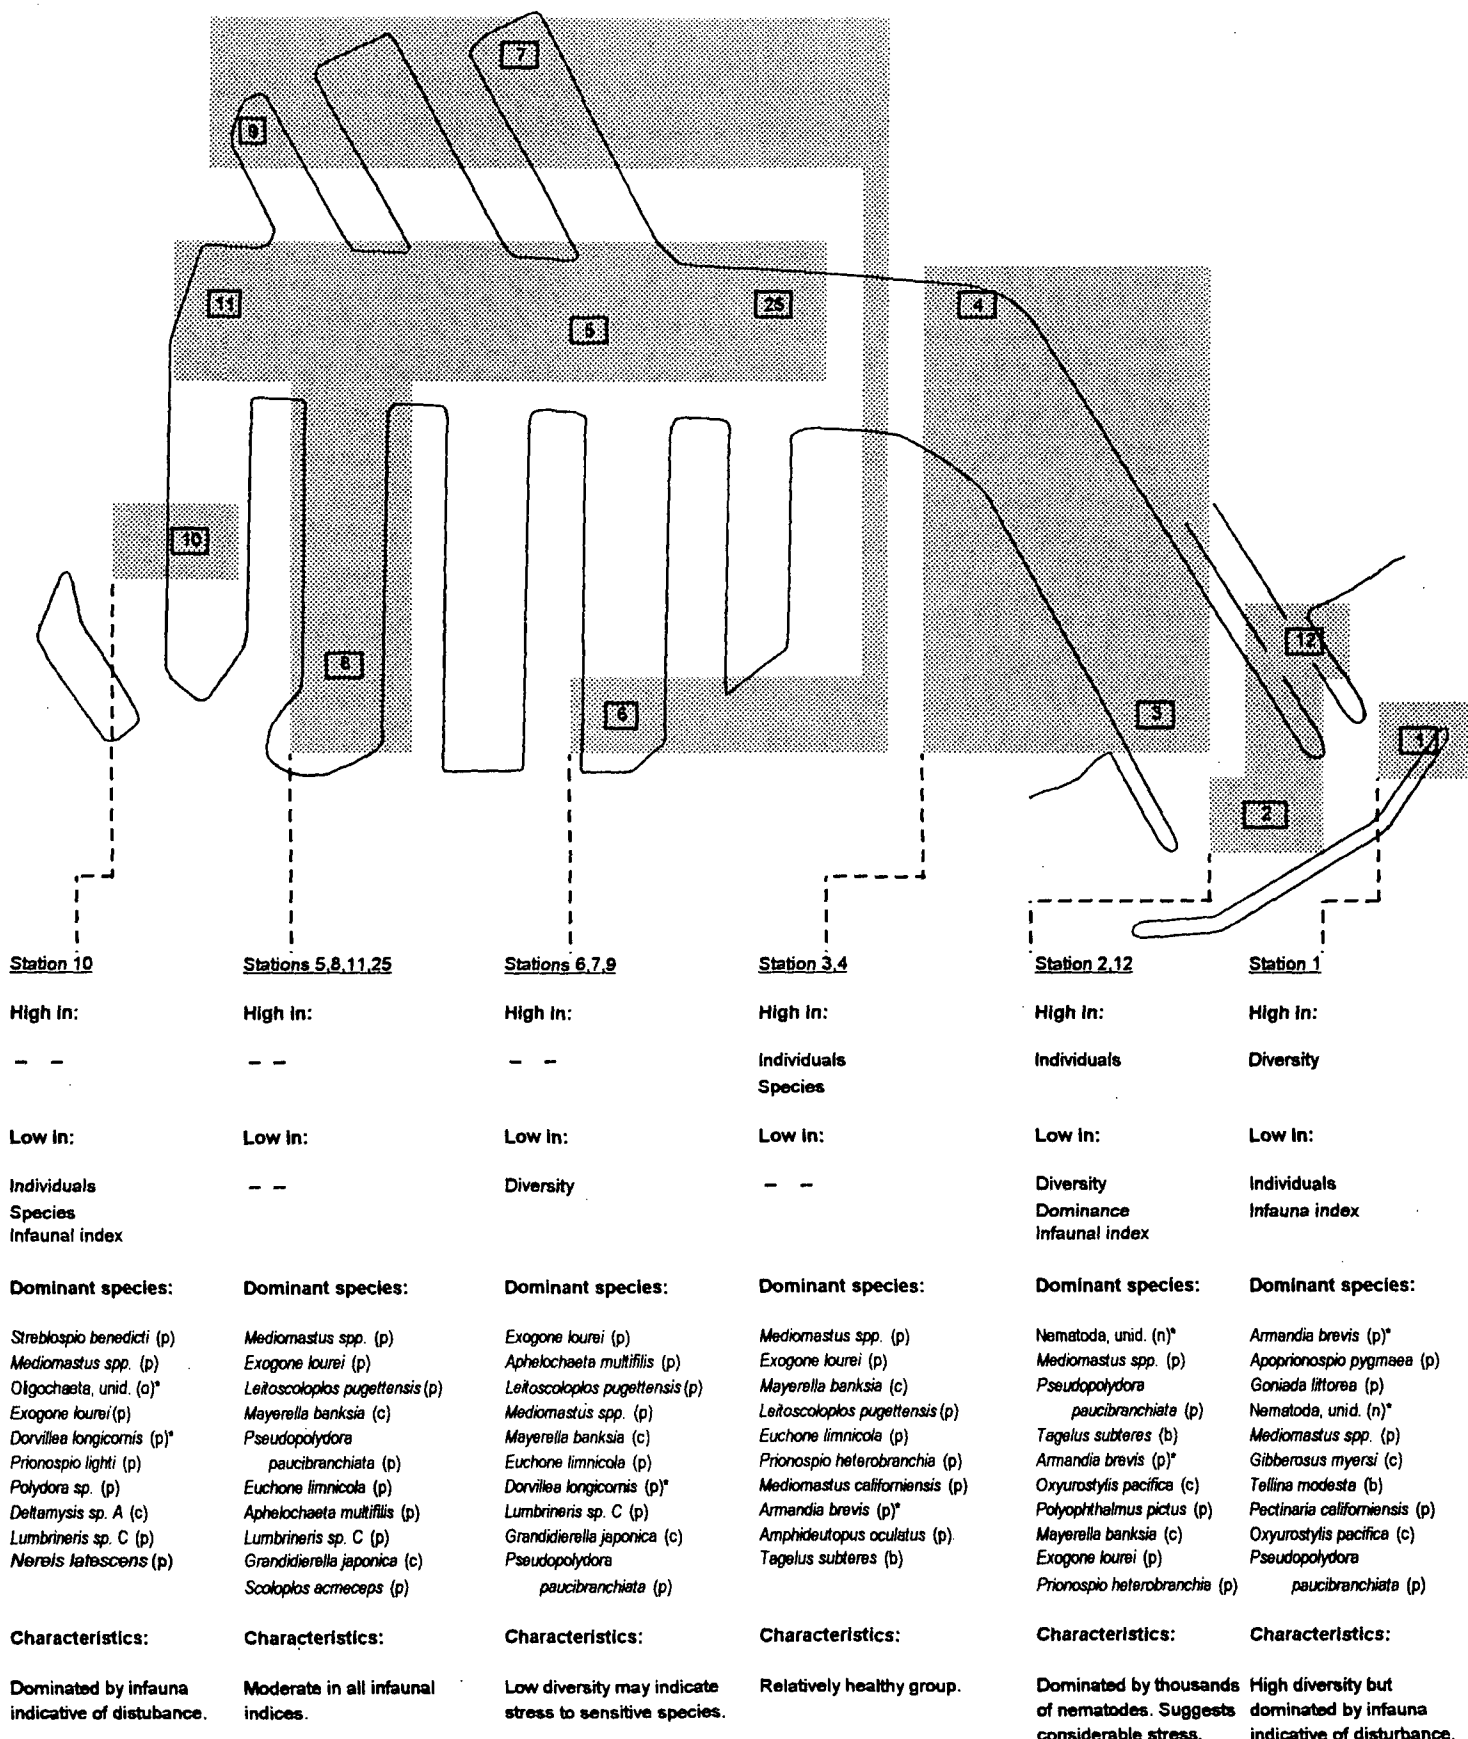 7
9
11
5
25
4
10
8
6
3
12
1
2
Station 10
High in:
– –
Low in:
Individuals
Species
Infaunal index
Dominant species:
Streblospio benedicti (p)
Mediomastus spp. (p)
Oligochaeta, unid. (o)*
Exogone lourei (p)
Dorvillea longicornis (p)*
Prionospio lighti (p)
Polydora sp. (p)
Deltamysis sp. A (c)
Lumbrineris sp. C (p)
Nereis latescens (p)
Characteristics:
Dominated by infauna
indicative of distubance.
Stations 5,8,11,25
High in:
– –
Low in:
– –
Dominant species:
Mediomastus spp. (p)
Exogone lourei (p)
Leitoscoloplos pugettensis (p)
Mayerella banksia (c)
Pseudopolydora
paucibranchiata (p)
Euchone limnicola (p)
Aphelochaeta multifilis (p)
Lumbrineris sp. C (p)
Grandidierella japonica (c)
Scoloplos acmeceps (p)
Characteristics:
Moderate in all infaunal
indices.
Stations 6,7,9
High in:
– –
Low in:
Diversity
Dominant species:
Exogone lourei (p)
Aphelochaeta multifilis (p)
Leitoscoloplos pugettensis (p)
Mediomastus spp. (p)
Mayerella banksia (c)
Euchone limnicola (p)
Dorvillea longicornis (p)*
Lumbrineris sp. C (p)
Grandidierella japonica (c)
Pseudopolydora
paucibranchiata (p)
Characteristics:
Low diversity may indicate
stress to sensitive species.
Station 3,4
High in:
Individuals
Species
Low in:
– –
Dominant species:
Mediomastus spp. (p)
Exogone lourei (p)
Mayerella banksia (c)
Leitoscoloplos pugettensis (p)
Euchone limnicola (p)
Prionospio heterobranchia (p)
Mediomastus californiensis (p)
Armandia brevis (p)*
Amphideutopus oculatus (p)
Tagelus subteres (b)
Characteristics:
Relatively healthy group.
Station 2,12
High in:
Individuals
Low in:
Diversity
Dominance
Infaunal index
Dominant species:
Nematoda, unid. (n)*
Mediomastus spp. (p)
Pseudopolydora
paucibranchiata (p)
Tagelus subteres (b)
Armandia brevis (p)*
Oxyurostylis pacifica (c)
Polyophthalmus pictus (p)
Mayerella banksia (c)
Exogone lourei (p)
Prionospio heterobranchia (p)
Characteristics:
Dominated by thousands
of nematodes. Suggests
considerable stress.
Station 1
High in:
Diversity
Low in:
Individuals
Infauna index
Dominant species:
Armandia brevis (p)*
Apoprionospio pygmaea (p)
Goniada littorea (p)
Nematoda, unid. (n)*
Mediomastus spp. (p)
Gibberosus myersi (c)
Tellina modesta (b)
Pectinaria californiensis (p)
Oxyurostylis pacifica (c)
Pseudopolydora
paucibranchiata (p)
Characteristics:
High diversity but
dominated by infauna
indicative of disturbance.